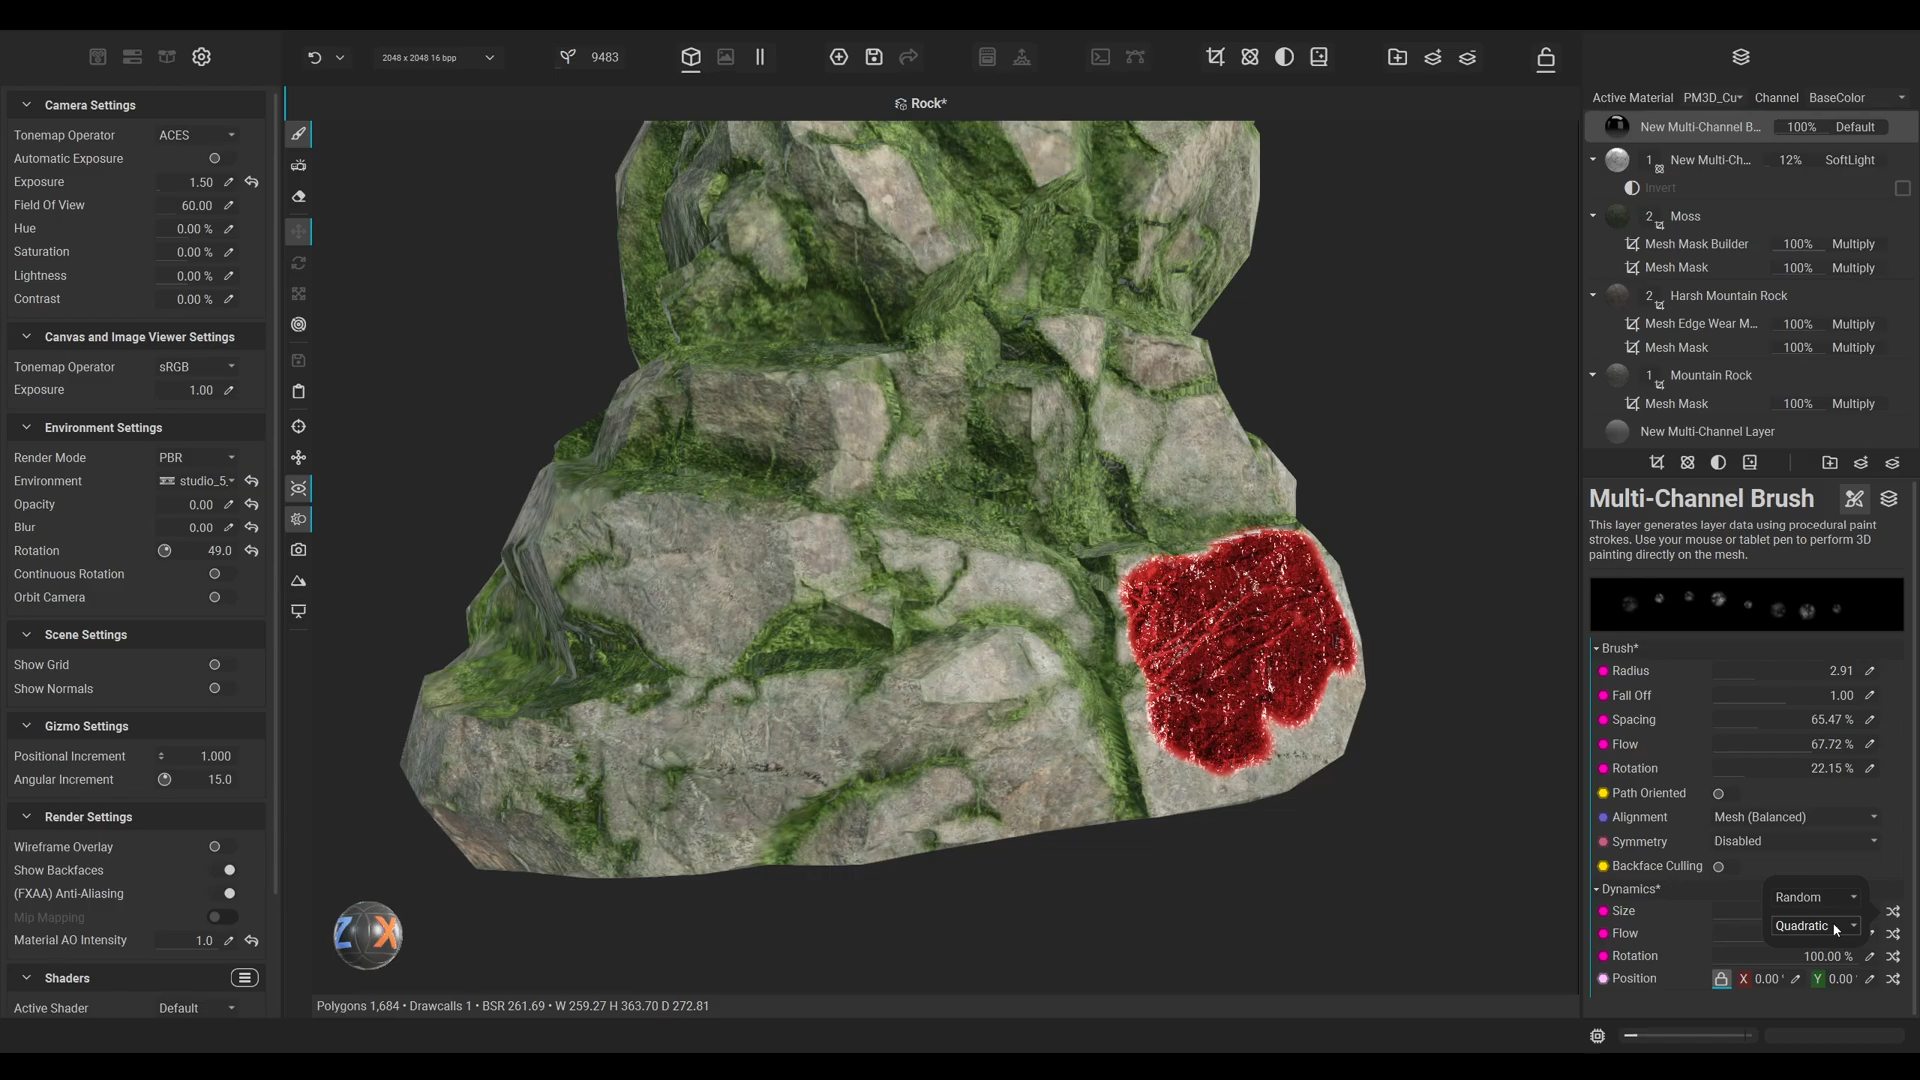 2048 x 2048 16 bpp
9483
Camera Settings
Tonemap Operator ACES
Automatic Exposure
Exposure 1.50
Field Of View 60.00
Hue 0.00 %
Saturation 0.00 %
Lightness 0.00 %
Contrast 0.00 %
Canvas and Image Viewer Settings
Tonemap Operator sRGB
Exposure 1.00
Environment Settings
Render Mode PBR
Environment studio_5.
Opacity 0.00
Blur 0.00
Rotation 49.0
Continuous Rotation
Orbit Camera
Scene Settings
Show Grid
Show Normals
Gizmo Settings
Positional Increment 1.000
Angular Increment 15.0
Render Settings
Wireframe Overlay
Show Backfaces
(FXAA) Anti-Aliasing
Mip Mapping
Material AO Intensity 1.0
Shaders
Active Shader Default
Rock*
Z X
Polygons 1,684 • Drawcalls 1 • BSR 261.69 • W 259.27 H 363.70 D 272.81
Active Material PM3D_Cu Channel BaseColor
New Multi-Channel B... 100% Default
1 New Multi-Ch... 12% SoftLight
Invert
2 Moss
Mesh Mask Builder 100% Multiply
Mesh Mask 100% Multiply
2 Harsh Mountain Rock
Mesh Edge Wear M... 100% Multiply
Mesh Mask 100% Multiply
1 Mountain Rock
Mesh Mask 100% Multiply
New Multi-Channel Layer
Multi-Channel Brush
This layer generates layer data using procedural paint
strokes. Use your mouse or tablet pen to perform 3D
painting directly on the mesh.
Brush*
Radius 2.91
Fall Off 1.00
Spacing 65.47 %
Flow 67.72 %
Rotation 22.15 %
Path Oriented
Alignment Mesh (Balanced)
Symmetry Disabled
Backface Culling
Dynamics*
Random
Size
Quadratic
Flow
Rotation 100.00 %
Position X 0.00 Y 0.00